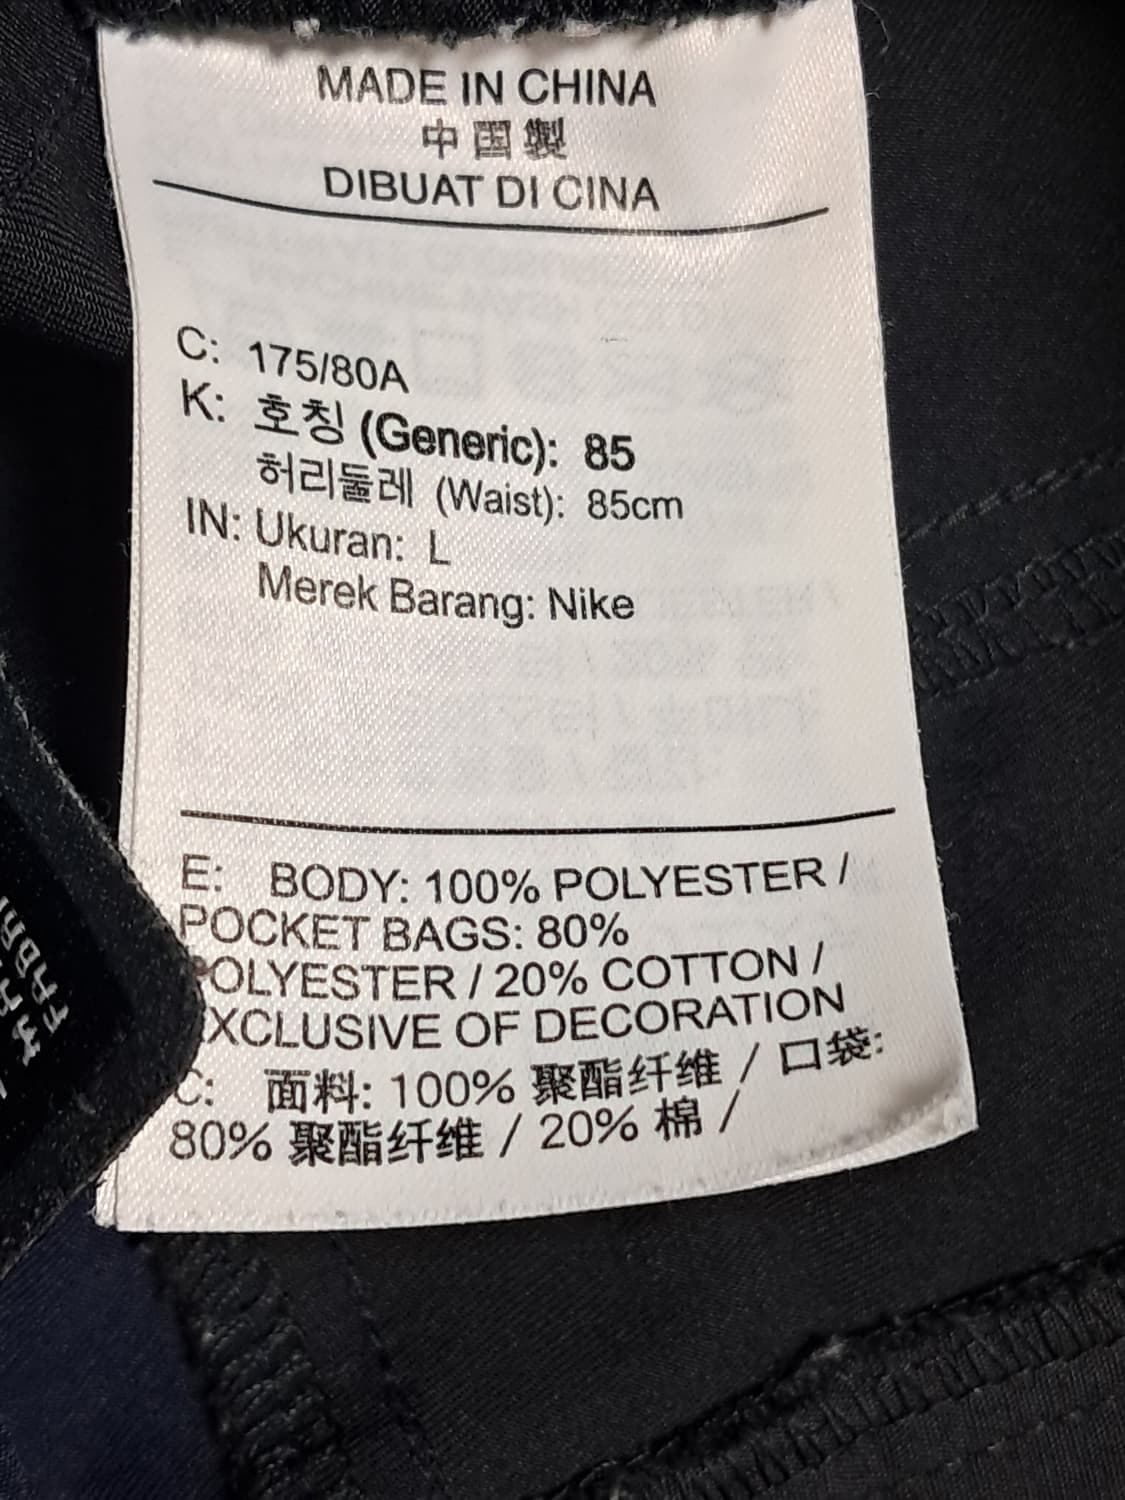 MADE IN CHINA
中国製
DIBUAT DI CINA
C: 175/80A
K: 호칭 (Generic): 85
허리둘레 (Waist): 85cm
IN: Ukuran: L
Merek Barang: Nike
E: BODY: 100% POLYESTER /
POCKET BAGS: 80%
POLYESTER / 20% COTTON /
EXCLUSIVE OF DECORATION
C: 面料: 100% 聚酯纤维 / 口袋:
80% 聚酯纤维 / 20% 棉 /